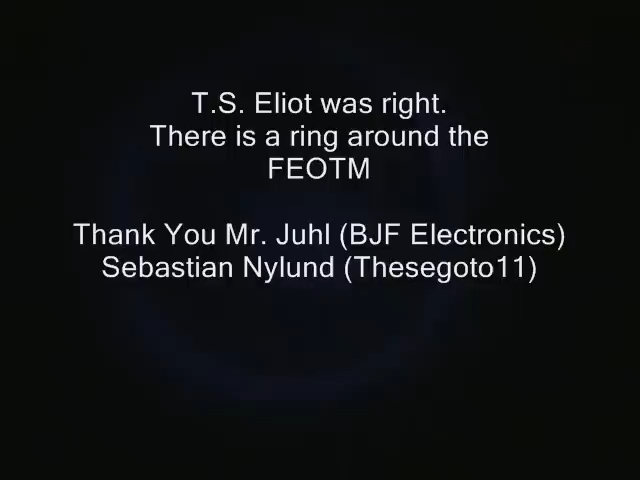 T.S. Eliot was right.
There is a ring around the
FEOTM
Thank You Mr. Juhl (BJF Electronics)
Sebastian Nylund (Thesegoto11)